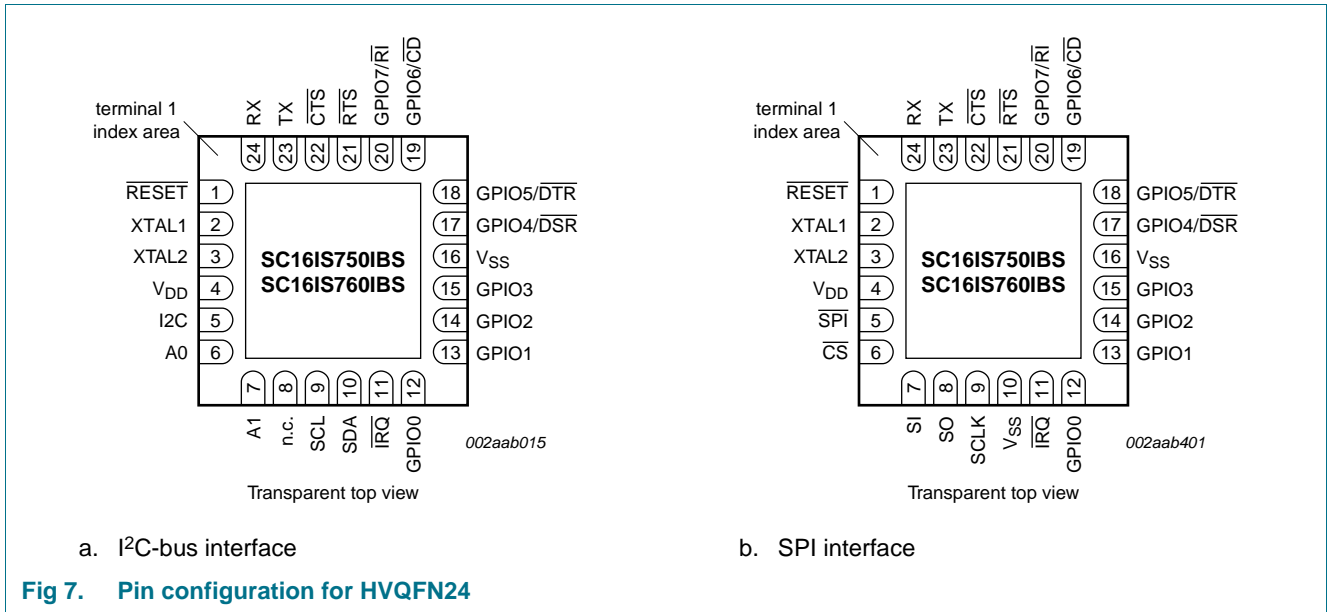 terminal 1
index area
RX
TX
CTS
RTS
GPIO7/RI
GPIO6/CD
24
23
22
21
20
19
RESET 1
XTAL1 2
XTAL2 3
VDD 4
I2C 5
A0 6
SC16IS750IBS
SC16IS760IBS
18 GPIO5/DTR
17 GPIO4/DSR
16 VSS
15 GPIO3
14 GPIO2
13 GPIO1
7
8
9
10
11
12
A1
n.c.
SCL
SDA
IRQ
GPIO0
002aab015
Transparent top view
a. I2C-bus interface
terminal 1
index area
RX
TX
CTS
RTS
GPIO7/RI
GPIO6/CD
24
23
22
21
20
19
RESET 1
XTAL1 2
XTAL2 3
VDD 4
SPI 5
CS 6
SC16IS750IBS
SC16IS760IBS
18 GPIO5/DTR
17 GPIO4/DSR
16 VSS
15 GPIO3
14 GPIO2
13 GPIO1
7
8
9
10
11
12
SI
SO
SCLK
VSS
IRQ
GPIO0
002aab401
Transparent top view
b. SPI interface
Fig 7. Pin configuration for HVQFN24